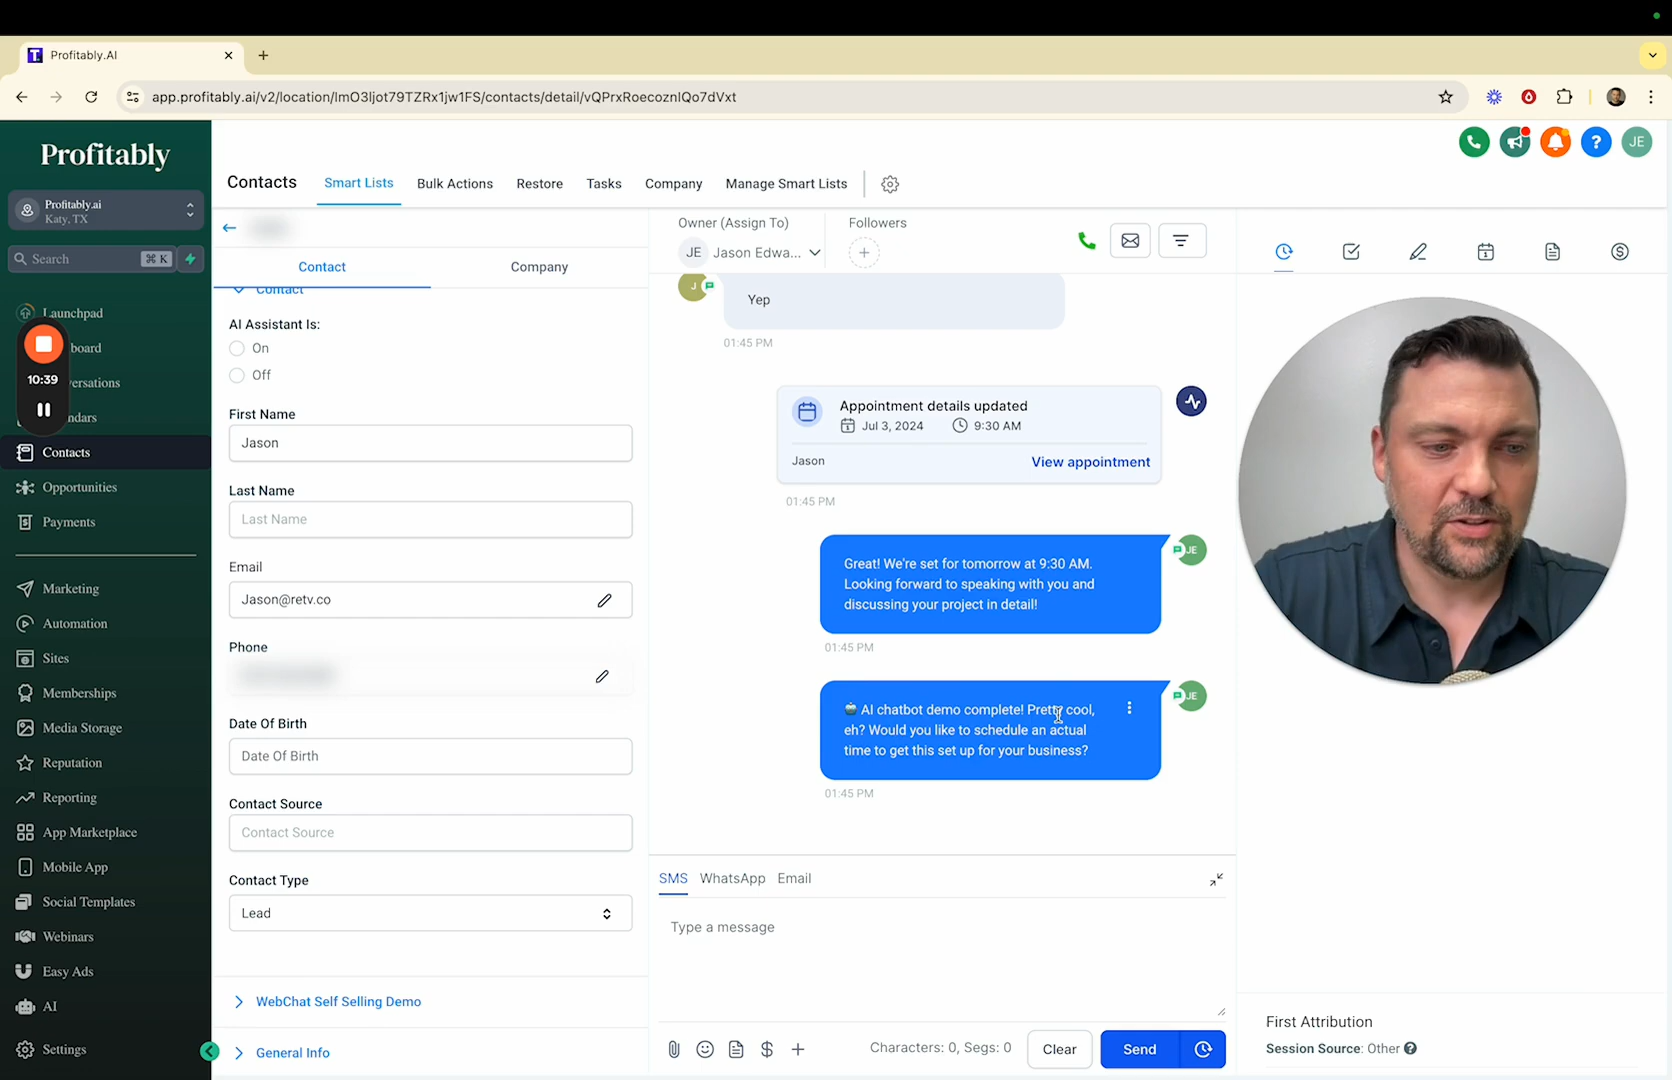 Profitably.AI
app.profitably.ai/v2/location/lmO3ljot79TZRx1jw1FS/contacts/detail/vQPrxRoecoznlQo7dVxt
Profitably
Profitably.ai
Katy, TX
Search
⌘ K
Launchpad
board
ersations
ndars
Contacts
Opportunities
Payments
Marketing
Automation
Sites
Memberships
Media Storage
Reputation
Reporting
App Marketplace
Mobile App
Social Templates
Webinars
Easy Ads
AI
Settings
10:39
Contacts
Smart Lists
Bulk Actions
Restore
Tasks
Company
Manage Smart Lists
JE
Contact
Company
Contact
AI Assistant Is:
On
Off
First Name
Jason
Last Name
Last Name
Email
Jason@retv.co
Phone
Date Of Birth
Date Of Birth
Contact Source
Contact Source
Contact Type
Lead
WebChat Self Selling Demo
General Info
Owner (Assign To)
Followers
JE
Jason Edwa...
J
Yep
01:45 PM
Appointment details updated
Jul 3, 2024
9:30 AM
Jason
View appointment
01:45 PM
Great! We're set for tomorrow at 9:30 AM.
Looking forward to speaking with you and
discussing your project in detail!
JE
01:45 PM
AI chatbot demo complete! Pretty cool,
eh? Would you like to schedule an actual
time to get this set up for your business?
JE
01:45 PM
SMS
WhatsApp
Email
Type a message
Characters: 0, Segs: 0
Clear
Send
First Attribution
Session Source: Other